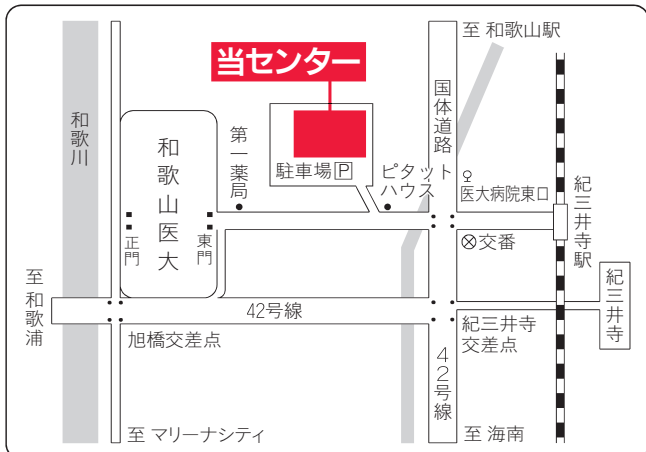 至 和歌山駅
当センター
国体道路
和歌川
和歌山医大
第一薬局
駐車場P
ピタット
ハウス
医大病院東口
正門
東門
交番
紀三井寺駅
紀三井寺
至 和歌浦
42号線
旭橋交差点
紀三井寺
交差点
42号線
至 マリーナシティ
至 海南